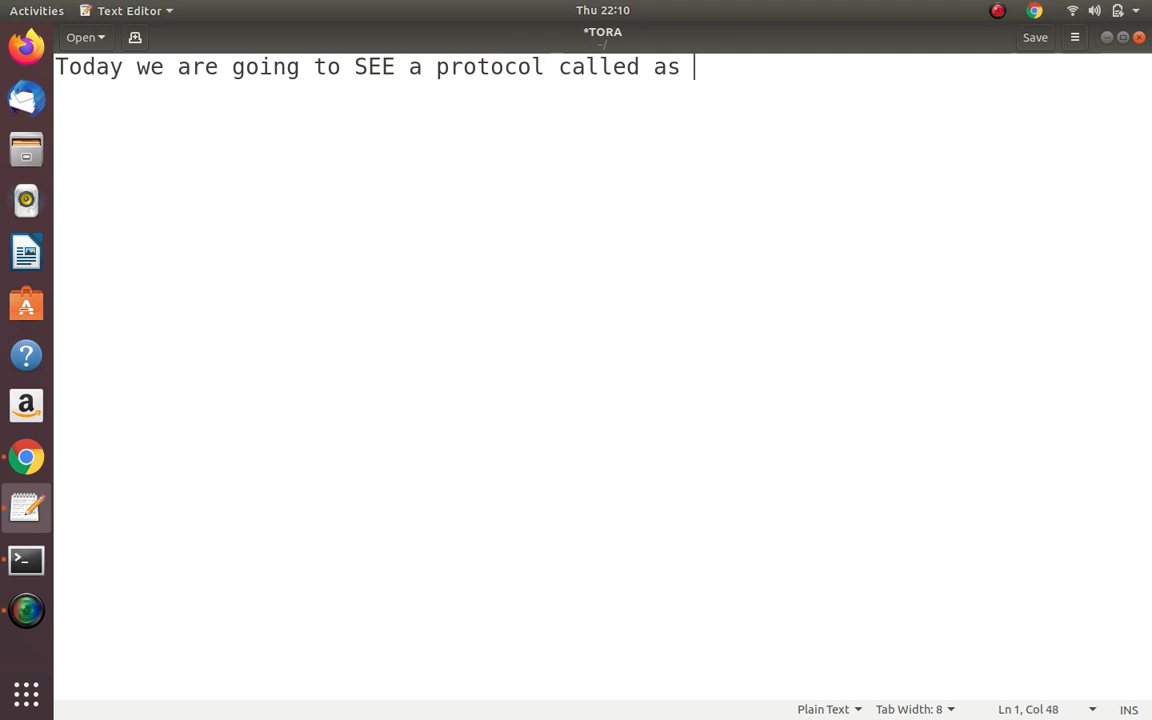 Activities Text Editor Thu 22:10
Open *TORA Save
~/
Today we are going to SEE a protocol called as
Plain Text Tab Width: 8 Ln 1, Col 48 INS